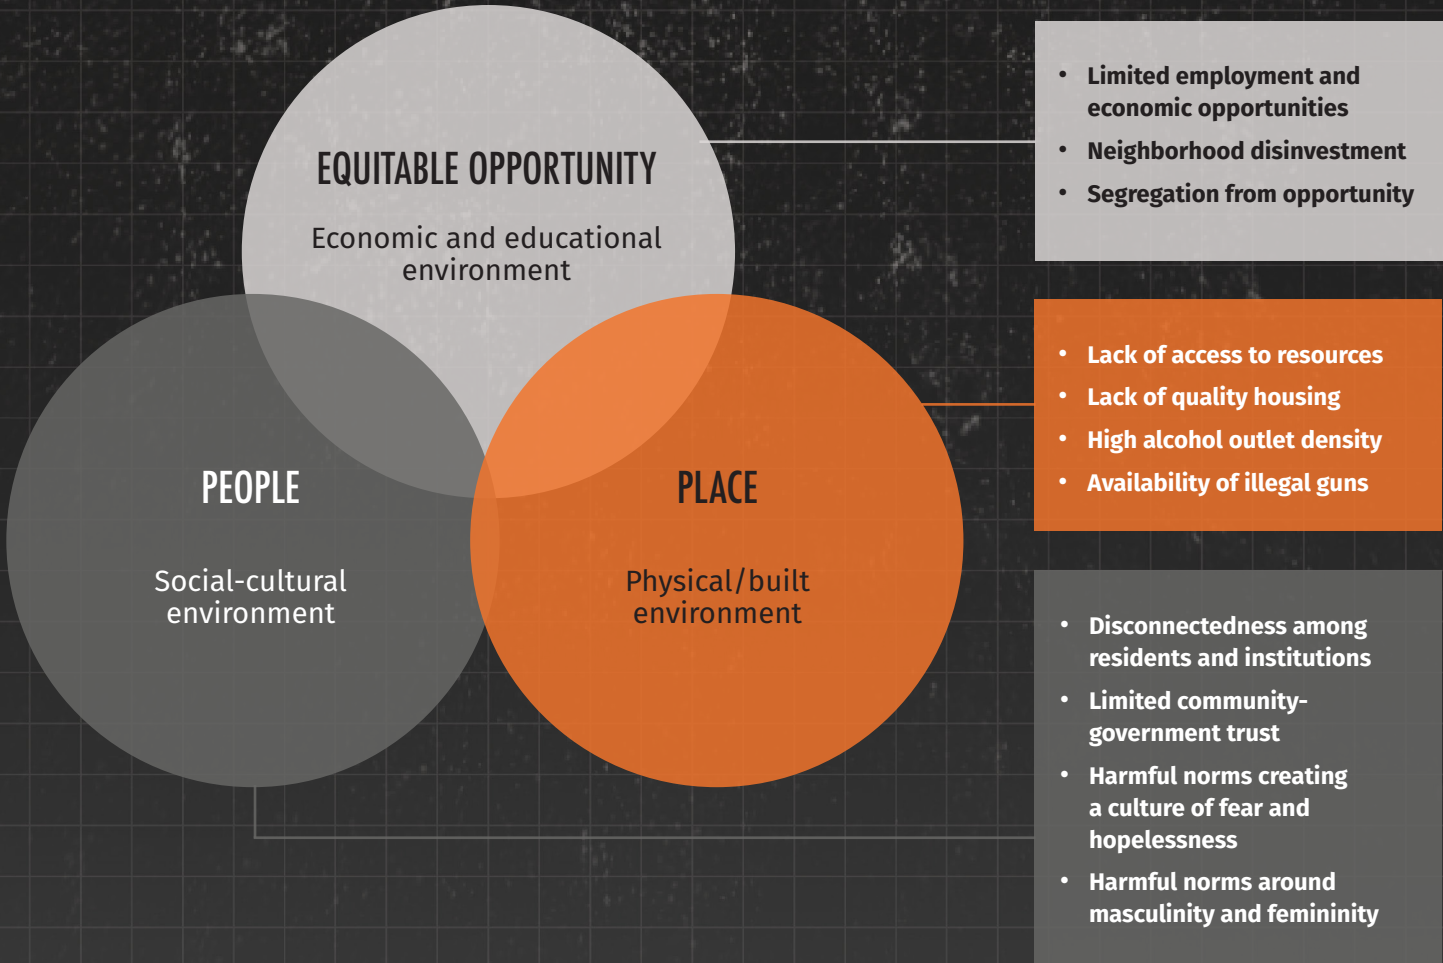 EQUITABLE OPPORTUNITY
Economic and educational
environment
PEOPLE
Social-cultural
environment
PLACE
Physical/built
environment
• Limited employment and
economic opportunities
• Neighborhood disinvestment
• Segregation from opportunity
• Lack of access to resources
• Lack of quality housing
• High alcohol outlet density
• Availability of illegal guns
• Disconnectedness among
residents and institutions
• Limited community-
government trust
• Harmful norms creating
a culture of fear and
hopelessness
• Harmful norms around
masculinity and femininity